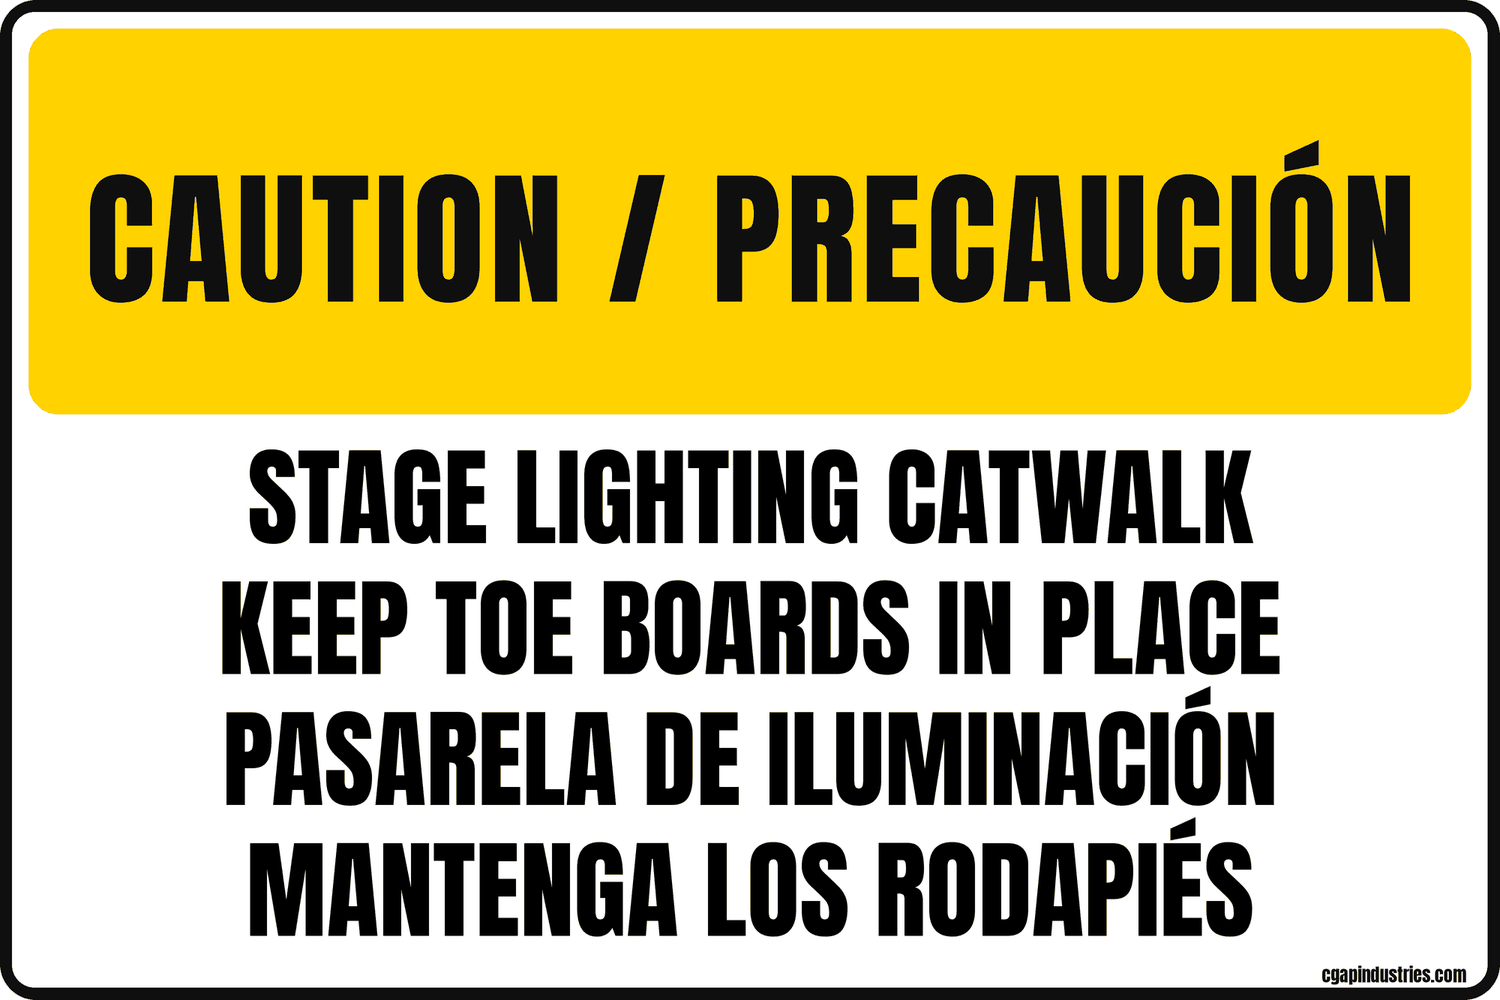 CAUTION / PRECAUCIÓN
STAGE LIGHTING CATWALK
KEEP TOE BOARDS IN PLACE
PASARELA DE ILUMINACIÓN
MANTENGA LOS RODAPIÉS
cgapindustries.com